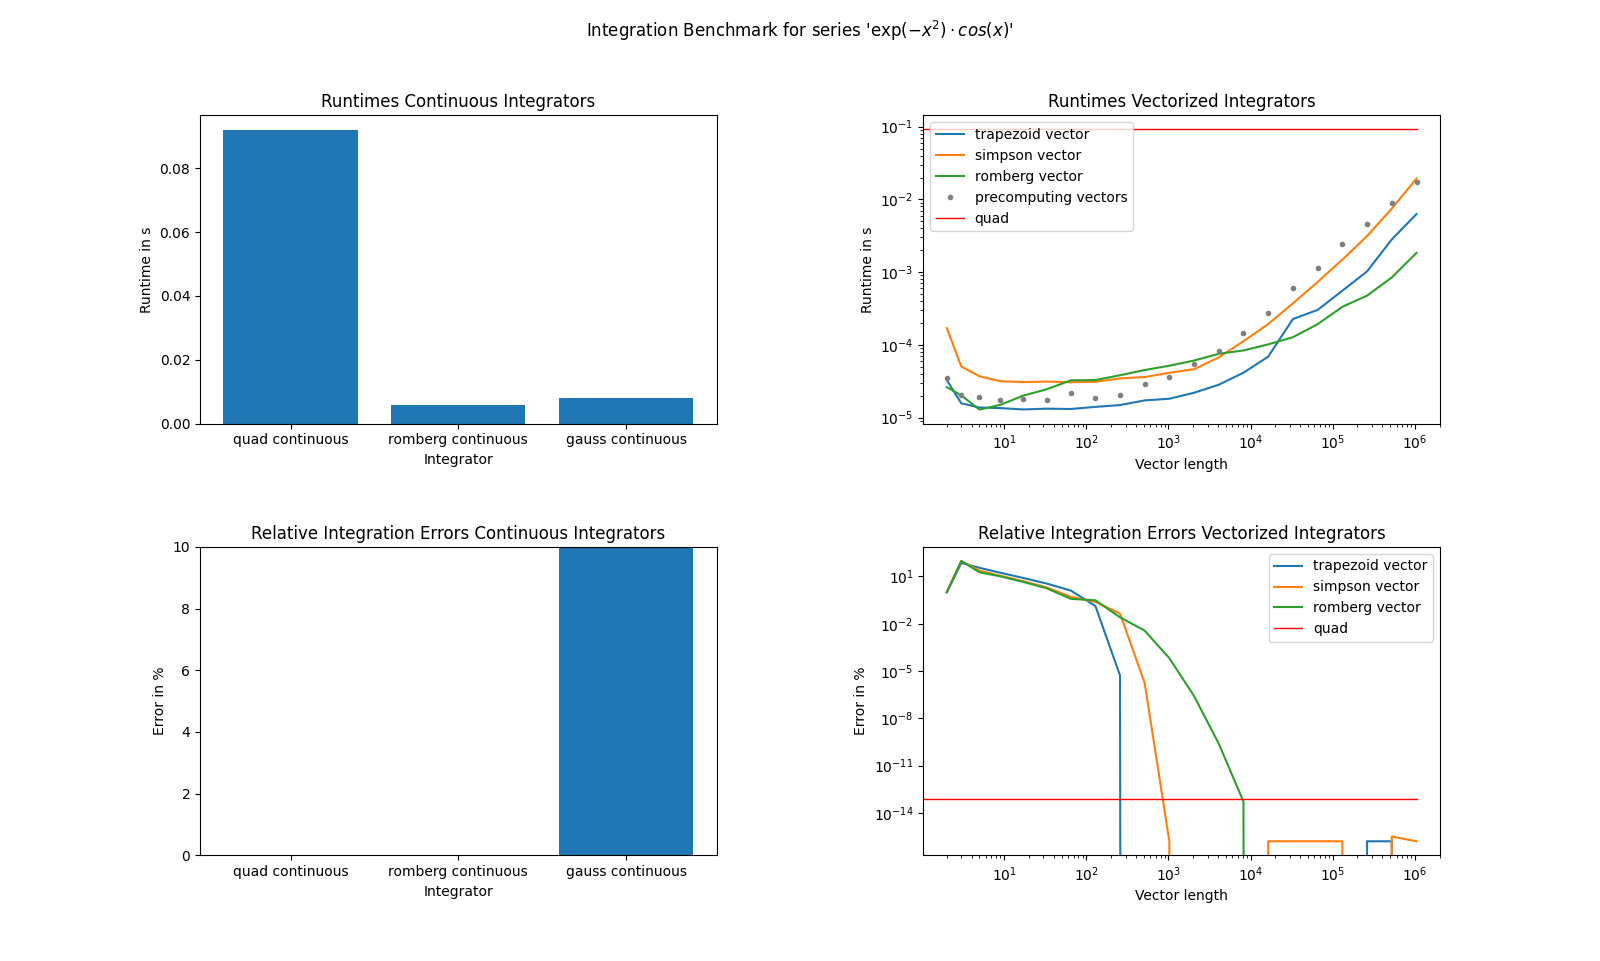 Integration Benchmark for series 'exp(−x²) · cos(x)'
Runtimes Continuous Integrators
Runtime in s
0.08
0.06
0.04
0.02
0.00
quad continuous romberg continuous gauss continuous
Integrator
Runtimes Vectorized Integrators
Runtime in s
10⁻¹
10⁻²
10⁻³
10⁻⁴
10⁻⁵
trapezoid vector
simpson vector
romberg vector
precomputing vectors
quad
10¹ 10² 10³ 10⁴ 10⁵ 10⁶
Vector length
Relative Integration Errors Continuous Integrators
Error in %
10
8
6
4
2
0
quad continuous romberg continuous gauss continuous
Integrator
Relative Integration Errors Vectorized Integrators
Error in %
10¹
10⁻²
10⁻⁵
10⁻⁸
10⁻¹¹
10⁻¹⁴
trapezoid vector
simpson vector
romberg vector
quad
10¹ 10² 10³ 10⁴ 10⁵ 10⁶
Vector length